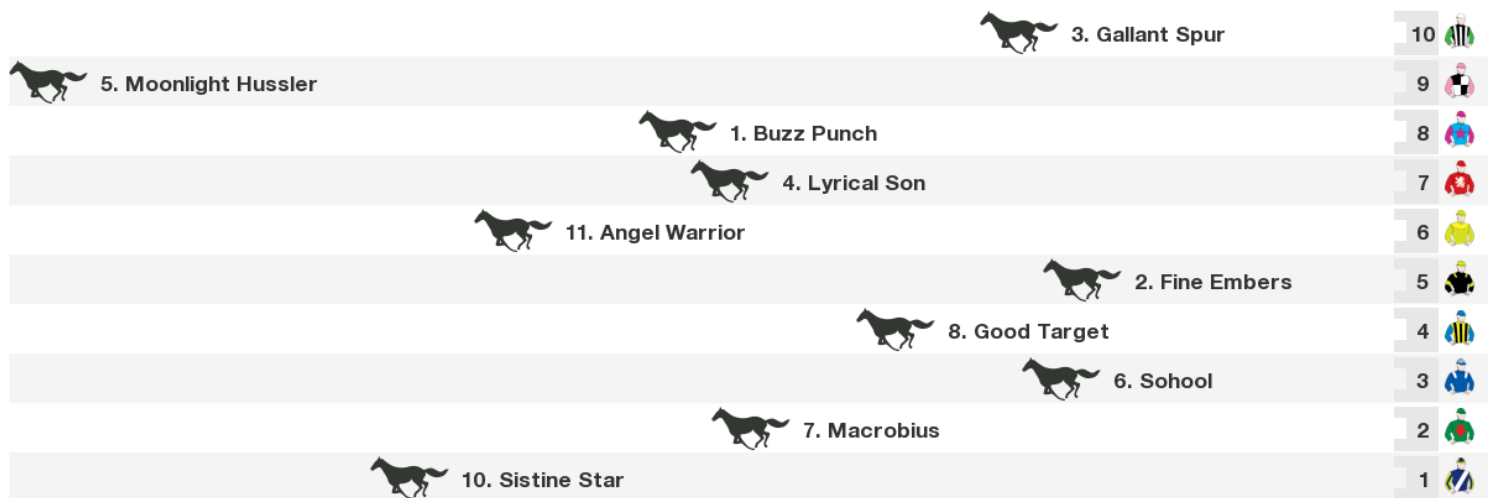 3. Gallant Spur 10
5. Moonlight Hussler 9
1. Buzz Punch 8
4. Lyrical Son 7
11. Angel Warrior 6
2. Fine Embers 5
8. Good Target 4
6. Sohool 3
7. Macrobius 2
10. Sistine Star 1